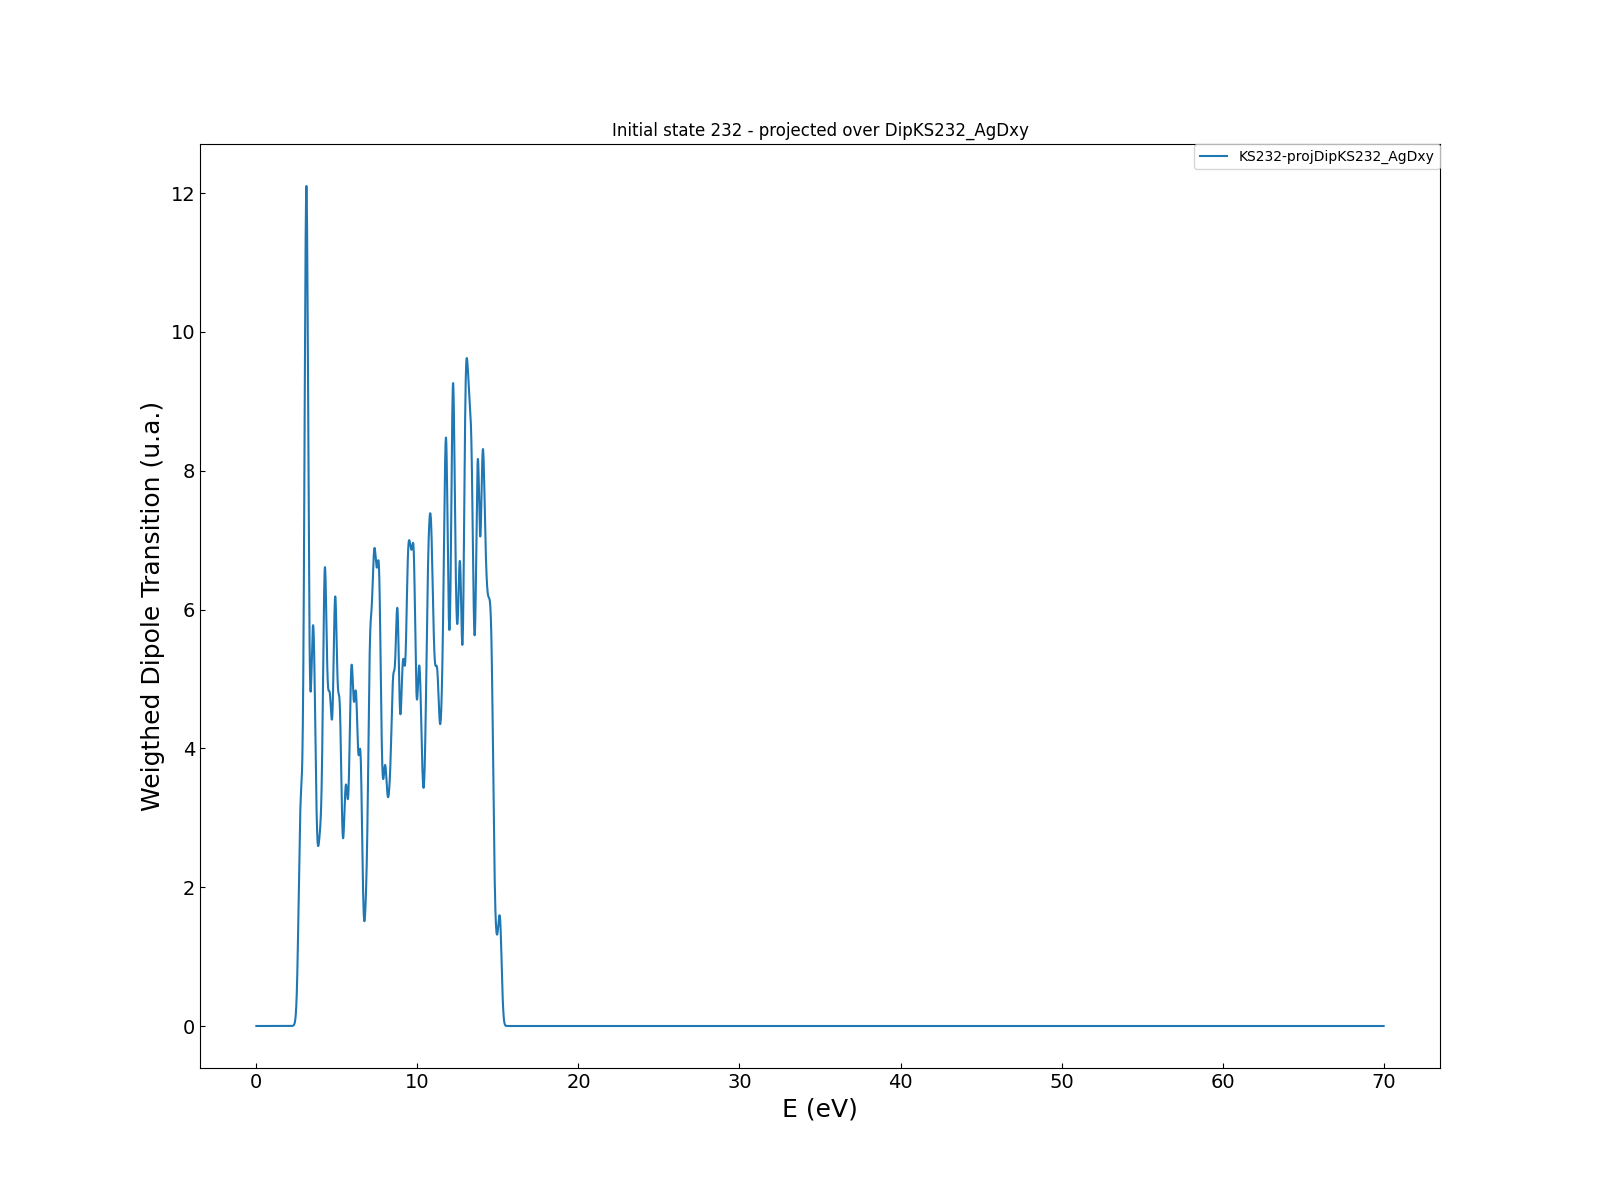 Initial state 232 - projected over DipKS232_AgDxy
KS232-projDipKS232_AgDxy
Weigthed Dipole Transition (u.a.)
12
10
8
6
4
2
0
0 10 20 30 40 50 60 70
E (eV)